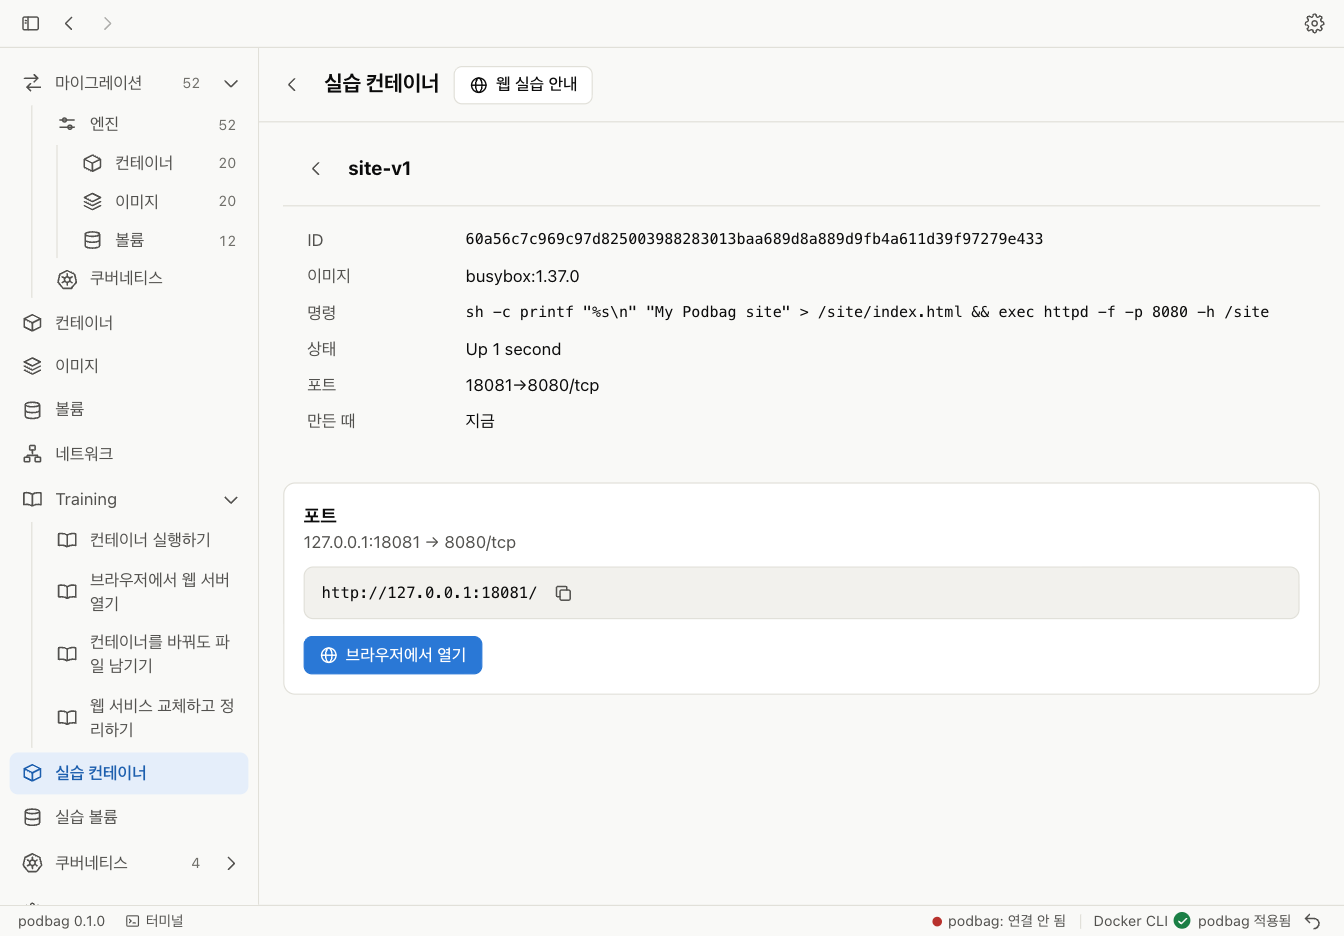 마이그레이션 52
엔진 52
컨테이너 20
이미지 20
볼륨 12
쿠버네티스
컨테이너
이미지
볼륨
네트워크
Training
컨테이너 실행하기
브라우저에서 웹 서버
열기
컨테이너를 바꿔도 파
일 남기기
웹 서비스 교체하고 정
리하기
실습 컨테이너
실습 볼륨
쿠버네티스 4
실습 컨테이너
웹 실습 안내
site-v1
ID 60a56c7c969c97d825003988283013baa689d8a889d9fb4a611d39f97279e433
이미지 busybox:1.37.0
명령 sh -c printf "%s\n" "My Podbag site" > /site/index.html && exec httpd -f -p 8080 -h /site
상태 Up 1 second
포트 18081→8080/tcp
만든 때 지금
포트
127.0.0.1:18081 → 8080/tcp
http://127.0.0.1:18081/
브라우저에서 열기
podbag 0.1.0 터미널 podbag: 연결 안 됨 Docker CLI podbag 적용됨